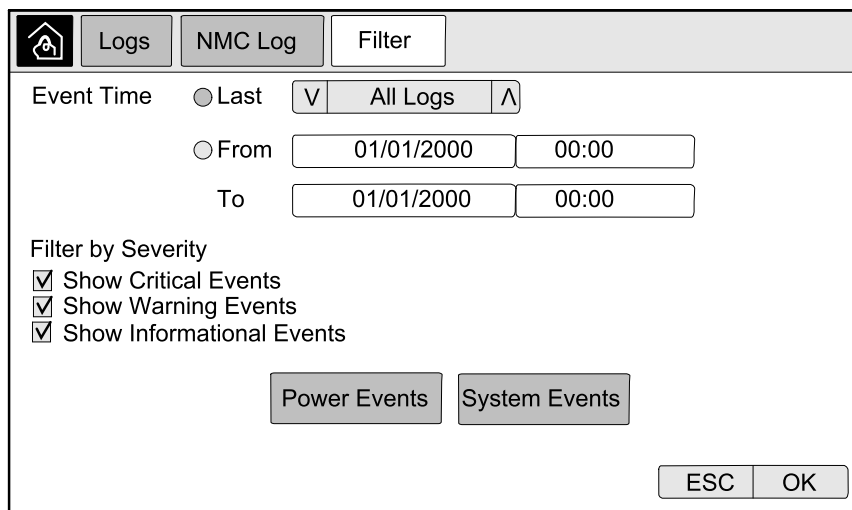 Logs NMC Log Filter
Event Time Last V All Logs Λ
From 01/01/2000 00:00
To 01/01/2000 00:00
Filter by Severity
Show Critical Events
Show Warning Events
Show Informational Events
Power Events System Events
ESC OK